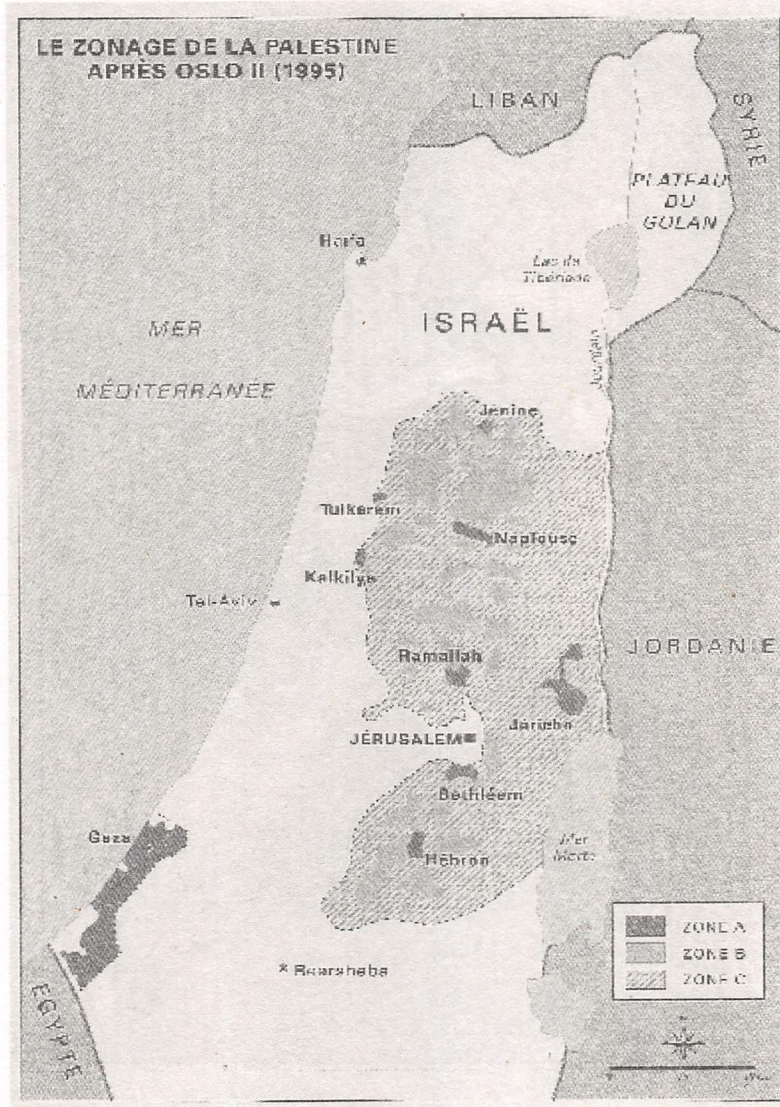 LE ZONAGE DE LA PALESTINE
APRÈS OSLO II (1995)
LIBAN
SYRIE
PLATEAU
DU
GOLAN
Haïfa
Lac de
Tibériade
ISRAËL
MER
MÉDITERRANÉE
Jourdain
Jénine
Tulkarem
Naplouse
Kalkilya
Tel-Aviv
Ramallah
JORDANIE
Jéricho
JÉRUSALEM
Bethléem
Gaza
Mer
Morte
Hébron
ZONE A
ZONE B
ZONE C
Bearsheba
EGYPTE